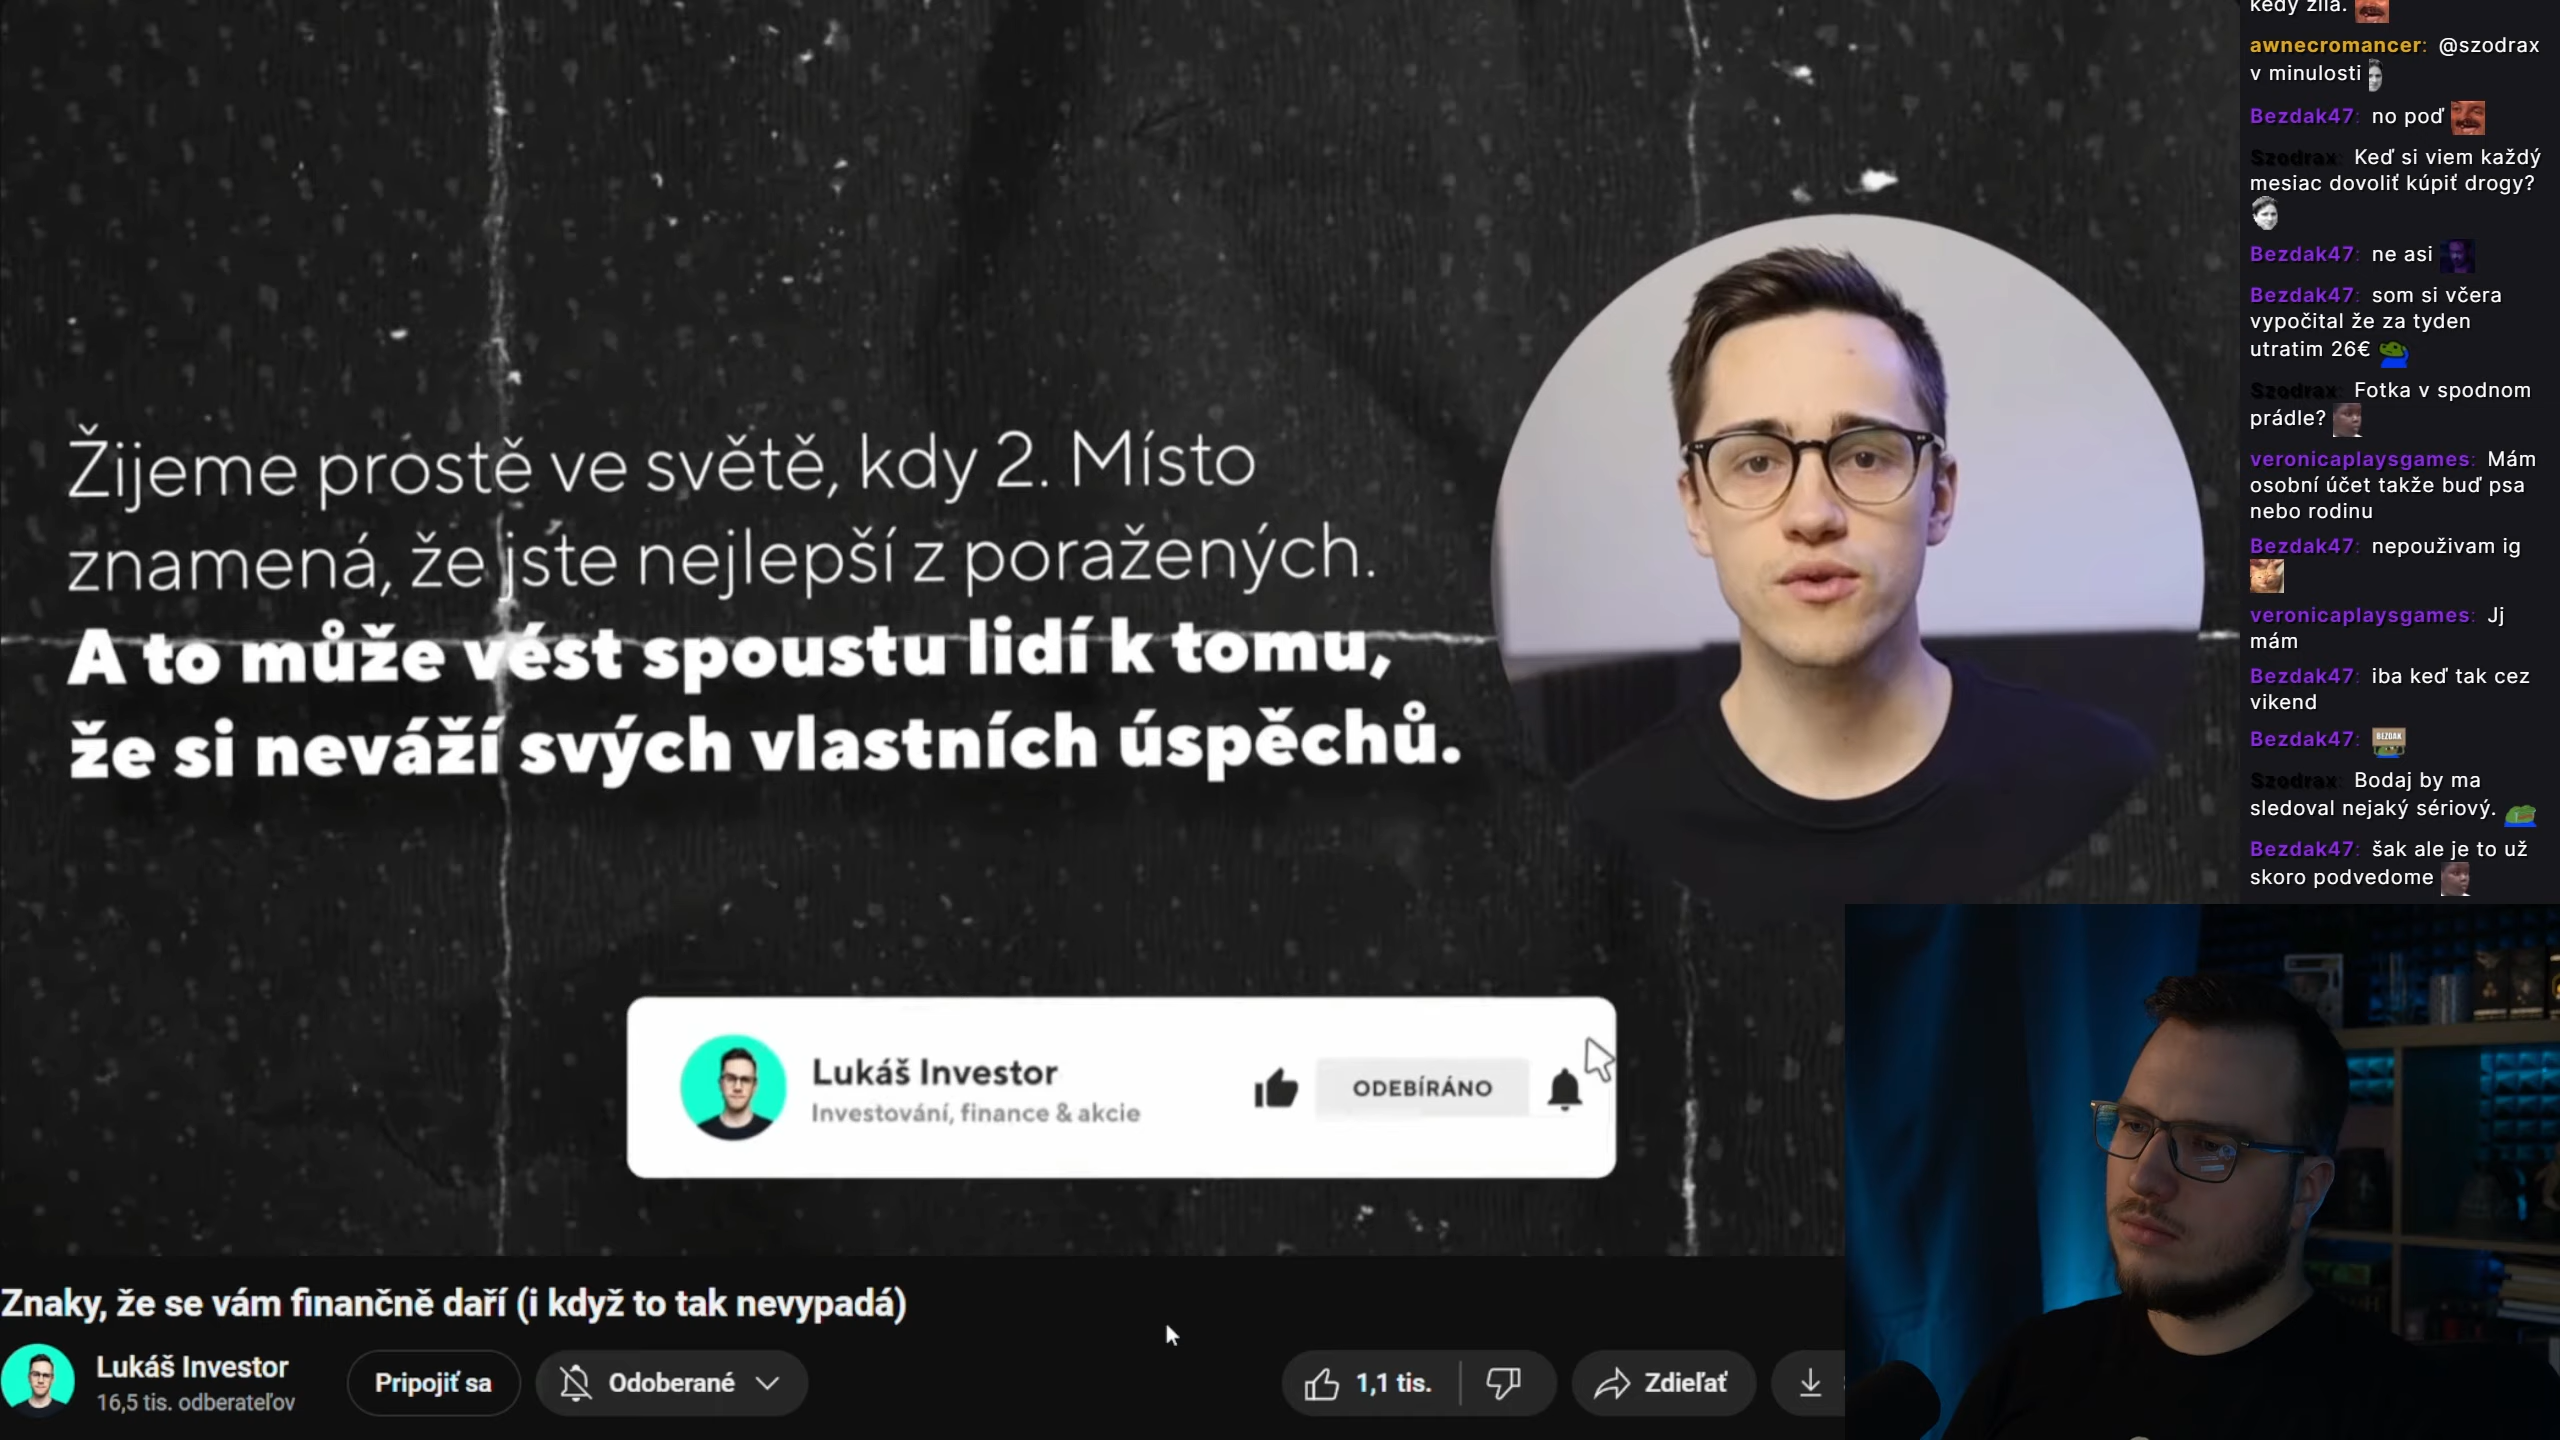 Žijeme prostě ve světě, kdy 2. Místo
znamená, že jste nejlepší z poražených.
A to může vést spoustu lidí k tomu,
že si neváží svých vlastních úspěchů.
Lukáš Investor
Investování, finance & akcie
ODEBÍRÁNO
Znaky, že se vám finančně daří (i když to tak nevypadá)
Lukáš Investor
16,5 tis. odberateľov
Pripojiť sa
Odoberané
1,1 tis.
Zdieľať
kedy žila.
awnecromancer: @szodrax
v minulosti
Bezdak47: no poď
Szodrax: Keď si viem každý
mesiac dovoliť kúpiť drogy?
Bezdak47: ne asi
Bezdak47: som si včera
vypočital že za tyden
utratim 26€
Szodrax: Fotka v spodnom
prádle?
veronicaplaysgames: Mám
osobní účet takže buď psa
nebo rodinu
Bezdak47: nepouživam ig
veronicaplaysgames: Jj
mám
Bezdak47: iba keď tak cez
vikend
Bezdak47:
BEZDAK
Szodrax: Bodaj by ma
sledoval nejaký sériový.
Bezdak47: šak ale je to už
skoro podvedome